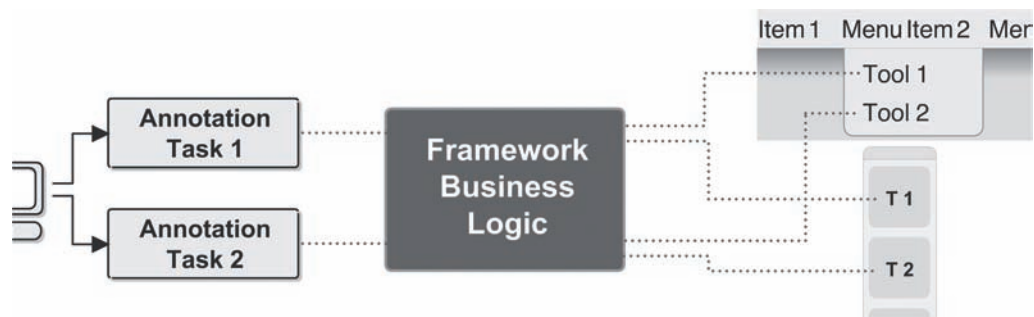 Item 1 Menu Item 2 Mer
Tool 1
Tool 2
Annotation
Task 1
Framework
Business
Logic
T 1
Annotation
Task 2
T 2